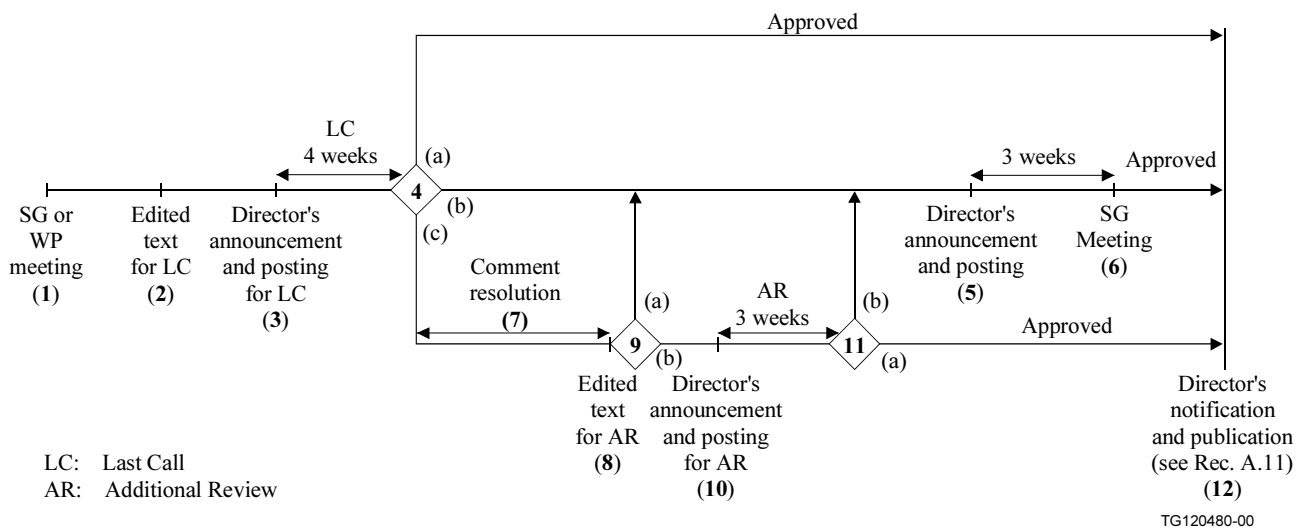 Approved
LC
4 weeks
(a)
4
(b)
(c)
3 weeks
Approved
SG or
WP
meeting
(1)
Edited
text
for LC
(2)
Director's
announcement
and posting
for LC
(3)
Director's
announcement
and posting
(5)
SG
Meeting
(6)
Comment
resolution
(7)
(a)
9
(b)
AR
3 weeks
(b)
11
(a)
Approved
Edited
text
for AR
(8)
Director's
announcement
and posting
for AR
(10)
Director's
notification
and publication
(see Rec. A.11)
(12)
LC: Last Call
AR: Additional Review
TG120480-00